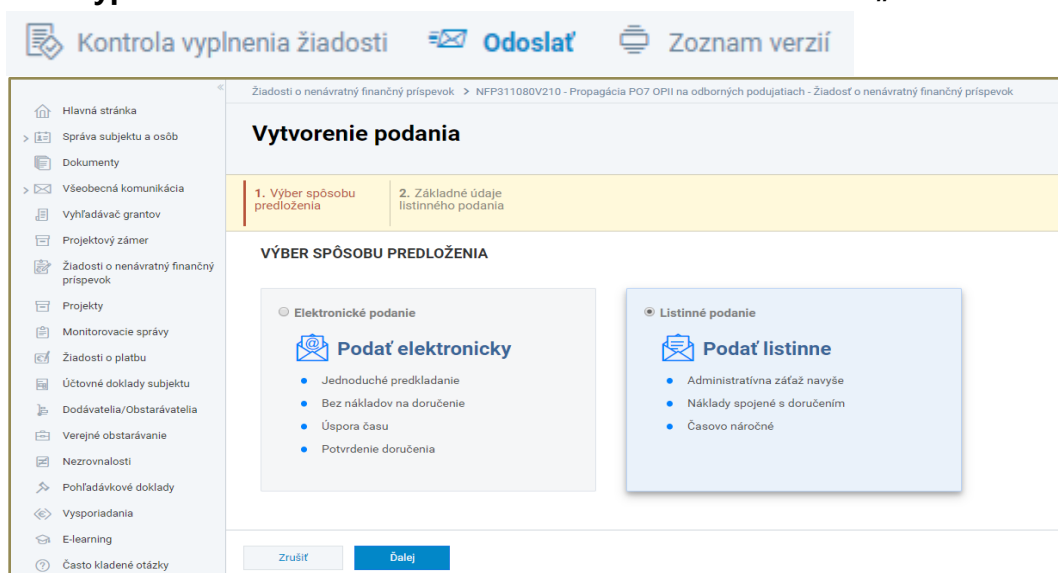 Kontrola vyplnenia žiadosti Odoslať Zoznam verzií
Žiadosti o nenávratný finančný príspevok > NFP311080V210 - Propagácia PO7 OPII na odborných podujatiach - Žiadosť o nenávratný finančný príspevok
Hlavná stránka
Správa subjektu a osôb
Dokumenty
Všeobecná komunikácia
Vyhľadávač grantov
Projektový zámer
Žiadosti o nenávratný finančný
príspevok
Projekty
Monitorovacie správy
Žiadosti o platbu
Účtovné doklady subjektu
Dodávatelia/Obstarávatelia
Verejné obstarávanie
Nezrovnalosti
Pohľadávkové doklady
Vysporiadania
E-learning
Často kladené otázky
Vytvorenie podania
1. Výber spôsobu
predloženia
2. Základné údaje
listinného podania
VÝBER SPÔSOBU PREDLOŽENIA
Elektronické podanie
Podať elektronicky
Jednoduché predkladanie
Bez nákladov na doručenie
Úspora času
Potvrdenie doručenia
Listinné podanie
Podať listinne
Administratívna záťaž navyše
Náklady spojené s doručením
Časovo náročné
Zrušiť
Ďalej